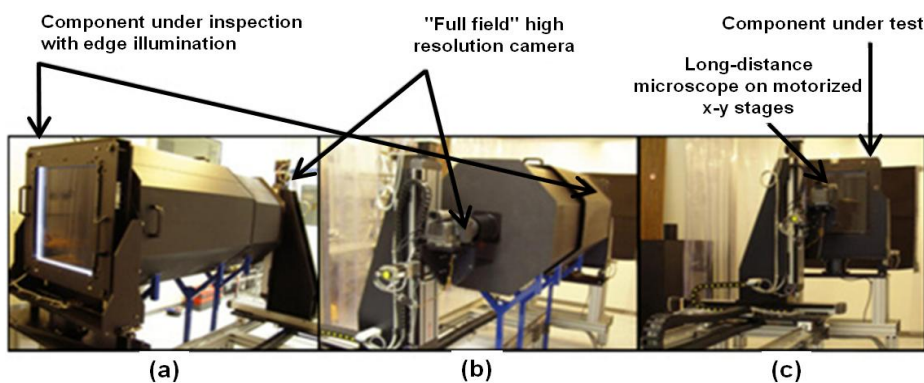 Component under inspection
with edge illumination
"Full field" high
resolution camera
Component under test
Long-distance
microscope on motorized
x-y stages
(a)
(b)
(c)